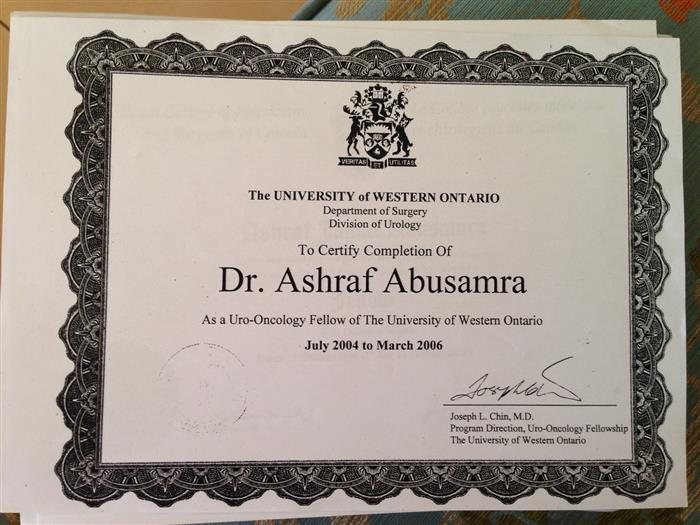 VERITAS ET UTILITAS
The UNIVERSITY of WESTERN ONTARIO
Department of Surgery
Division of Urology
To Certify Completion Of
Dr. Ashraf Abusamra
As a Uro-Oncology Fellow of The University of Western Ontario
July 2004 to March 2006
Joseph L. Chin, M.D.
Program Direction, Uro-Oncology Fellowship
The University of Western Ontario